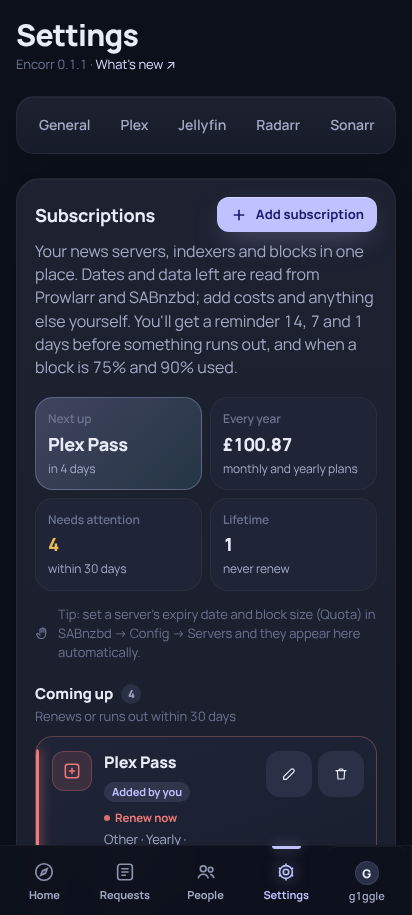 Settings
Encorr 0.1.1 · What's new ↗
General Plex Jellyfin Radarr Sonarr
Subscriptions
+ Add subscription
Your news servers, indexers and blocks in one
place. Dates and data left are read from
Prowlarr and SABnzbd; add costs and anything
else yourself. You'll get a reminder 14, 7 and 1
days before something runs out, and when a
block is 75% and 90% used.
Next up
Plex Pass
in 4 days
Every year
£100.87
monthly and yearly plans
Needs attention
4
within 30 days
Lifetime
1
never renew
Tip: set a server's expiry date and block size (Quota) in
SABnzbd → Config → Servers and they appear here
automatically.
Coming up 4
Renews or runs out within 30 days
Plex Pass
Added by you
Renew now
Other · Yearly ·
Home Requests People Settings g1ggle
G